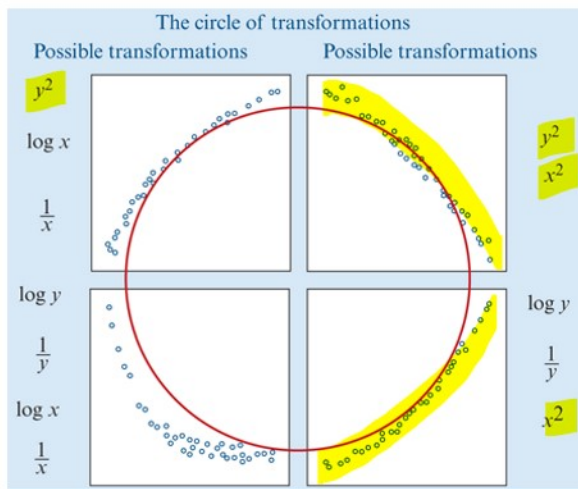 The circle of transformations
Possible transformations
Possible transformations
y²
log x
1/x
y²
x²
log y
1/y
log x
1/x
log y
1/y
x²